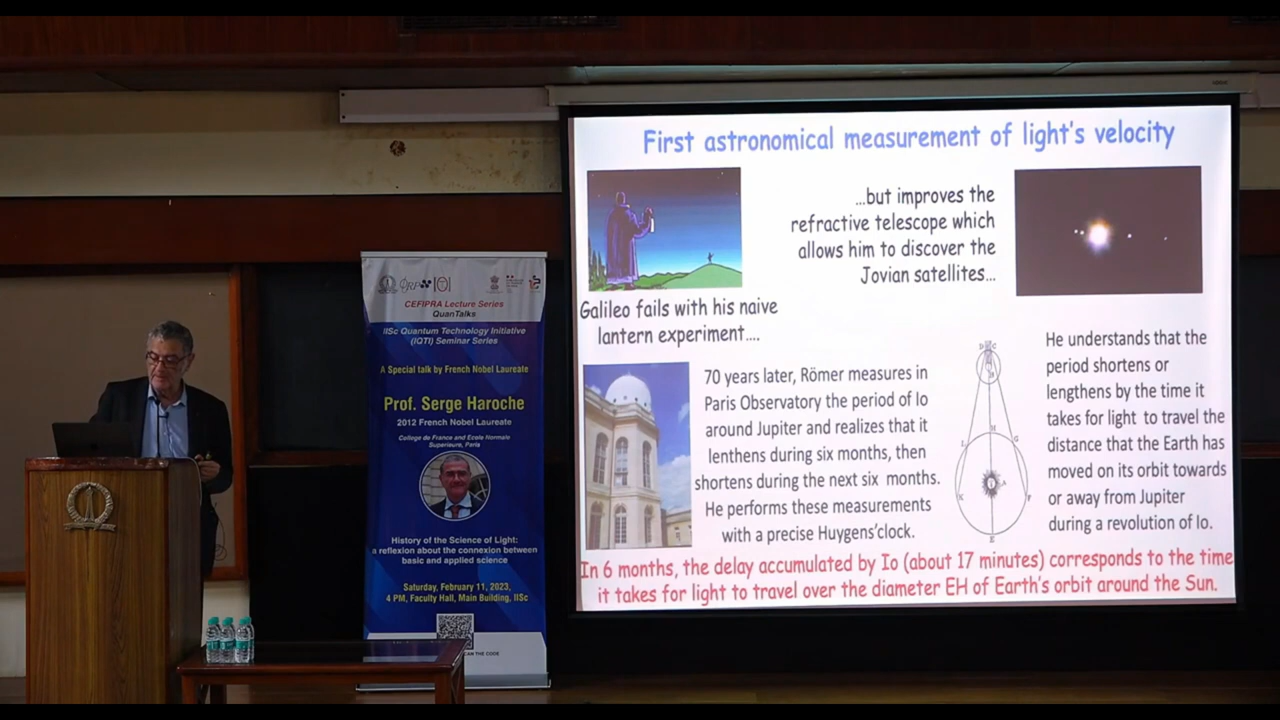 First astronomical measurement of light's velocity
…but improves the
refractive telescope which
allows him to discover the
Jovian satellites…
Galileo fails with his naive
lantern experiment….
70 years later, Römer measures in
Paris Observatory the period of Io
around Jupiter and realizes that it
lenthens during six months, then
shortens during the next six months.
He performs these measurements
with a precise Huygens'clock.
He understands that the
period shortens or
lengthens by the time it
takes for light to travel the
distance that the Earth has
moved on its orbit towards
or away from Jupiter
during a revolution of Io.
In 6 months, the delay accumulated by Io (about 17 minutes) corresponds to the time
it takes for light to travel over the diameter EH of Earth's orbit around the Sun.
D C
B
H
L G
A
K F
E
CEFIPRA Lecture Series
QuanTalks
IISc Quantum Technology Initiative
(IQTI) Seminar Series
A Special talk by French Nobel Laureate
Prof. Serge Haroche
2012 French Nobel Laureate
College de France and Ecole Normale
Superieure, Paris
History of the Science of Light:
a reflexion about the connexion between
basic and applied science
Saturday, February 11, 2023,
4 PM, Faculty Hall, Main Building, IISc
AN THE CODE